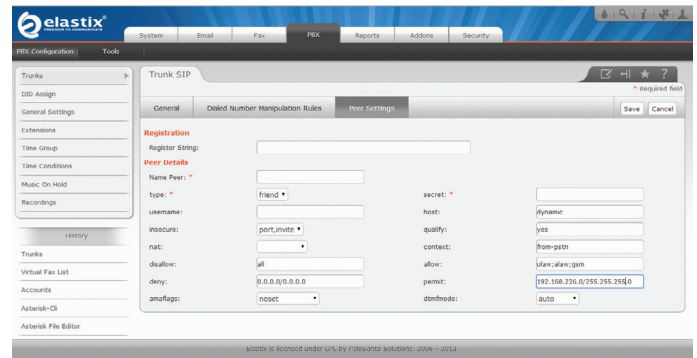 elastix®
FREEDOM TO COMMUNICATE
System Email Fax PBX Reports Addons Security
PBX Configuration Tools
Trunks
DID Assign
General Settings
Extensions
Time Group
Time Conditions
Music On Hold
Recordings
History
Trunks
Virtual Fax List
Accounts
Asterisk-Cli
Asterisk File Editor
Trunk SIP
* Required field
General Dialed Number Manipulation Rules Peer Settings Save Cancel
Registration
Register String:
Peer Details
Name Peer: *
type: * friend secret: *
username: host: dynamic
insecure: port,invite qualify: yes
nat: context: from-pstn
disallow: all allow: ulaw;alaw;gsm
deny: 0.0.0.0/0.0.0.0 permit: 192.168.226.0/255.255.255.0
amaflags: noset dtmfmode: auto
Elastix is licensed under GPL by PaloSanto Solutions. 2006 - 2013.